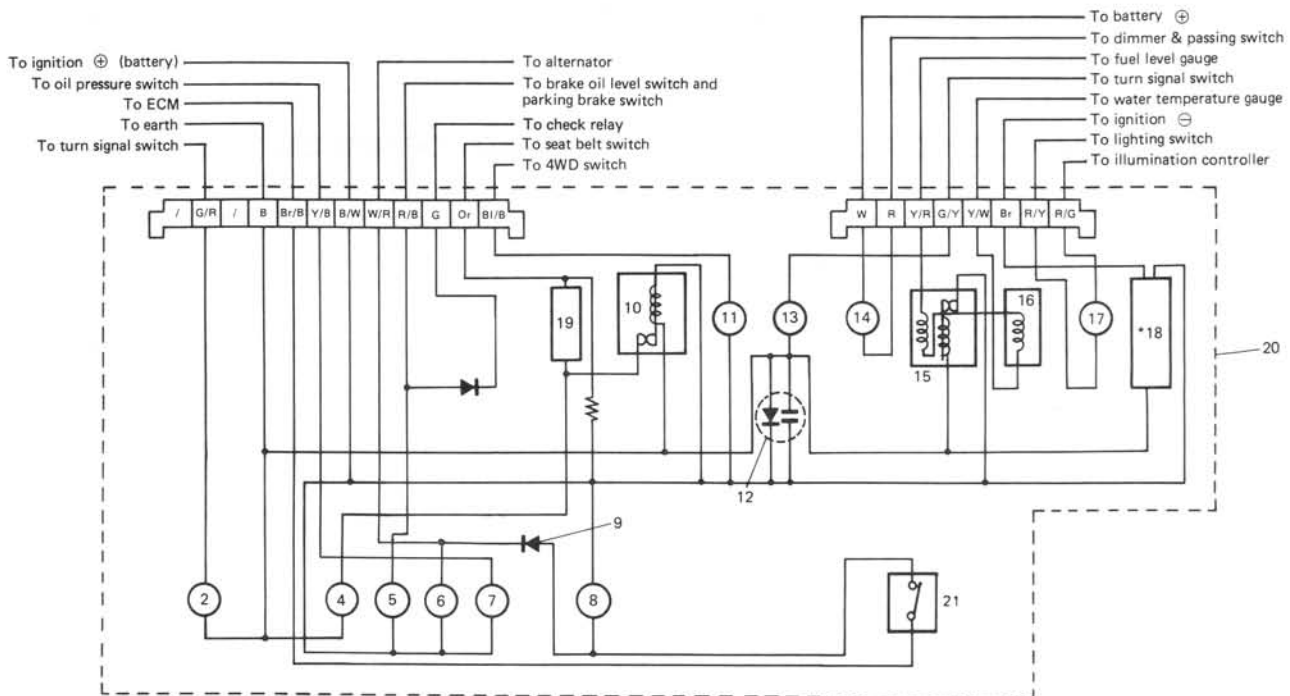 To battery ⊕
To dimmer & passing switch
To fuel level gauge
To turn signal switch
To water temperature gauge
To ignition ⊖
To lighting switch
To illumination controller
To ignition ⊕ (battery)
To oil pressure switch
To ECM
To earth
To turn signal switch
To alternator
To brake oil level switch and
parking brake switch
To check relay
To seat belt switch
To 4WD switch
/ G/R / B Br/B Y/B B/W W/R R/B G Or Bl/B
W R Y/R G/Y Y/W Br R/Y R/G
19
10
11
13
14
15
16
17
*18
20
12
9
2
4
5
6
7
8
21